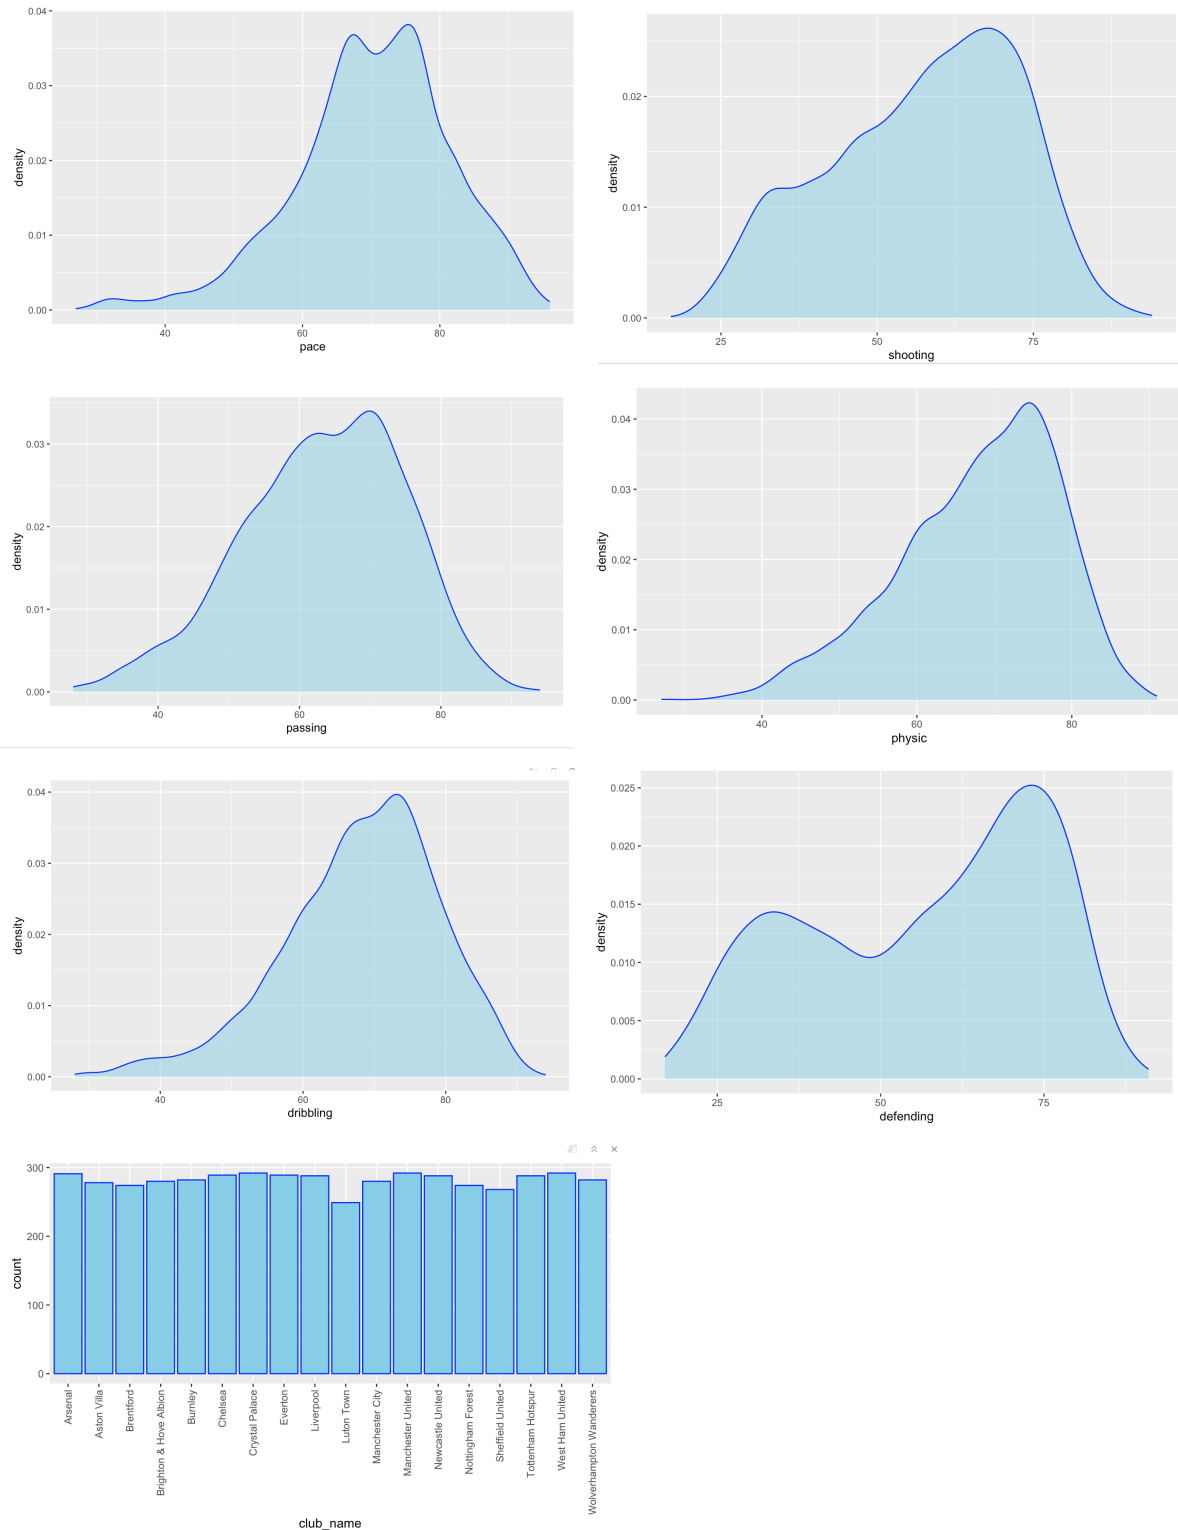 0.04
0.03
0.02
0.01
0.00
density
40
60
80
pace
0.02
0.01
0.00
density
25
50
75
shooting
0.03
0.02
0.01
0.00
density
40
60
80
passing
0.04
0.03
0.02
0.01
0.00
density
40
60
80
physic
0.04
0.03
0.02
0.01
0.00
density
40
60
80
dribbling
0.025
0.020
0.015
0.010
0.005
0.000
density
25
50
75
defending
300
200
100
0
count
Arsenal
Aston Villa
Brentford
Brighton & Hove Albion
Burnley
Chelsea
Crystal Palace
Everton
Liverpool
Luton Town
Manchester City
Manchester United
Newcastle United
Nottingham Forest
Sheffield United
Tottenham Hotspur
West Ham United
Wolverhampton Wanderers
club_name